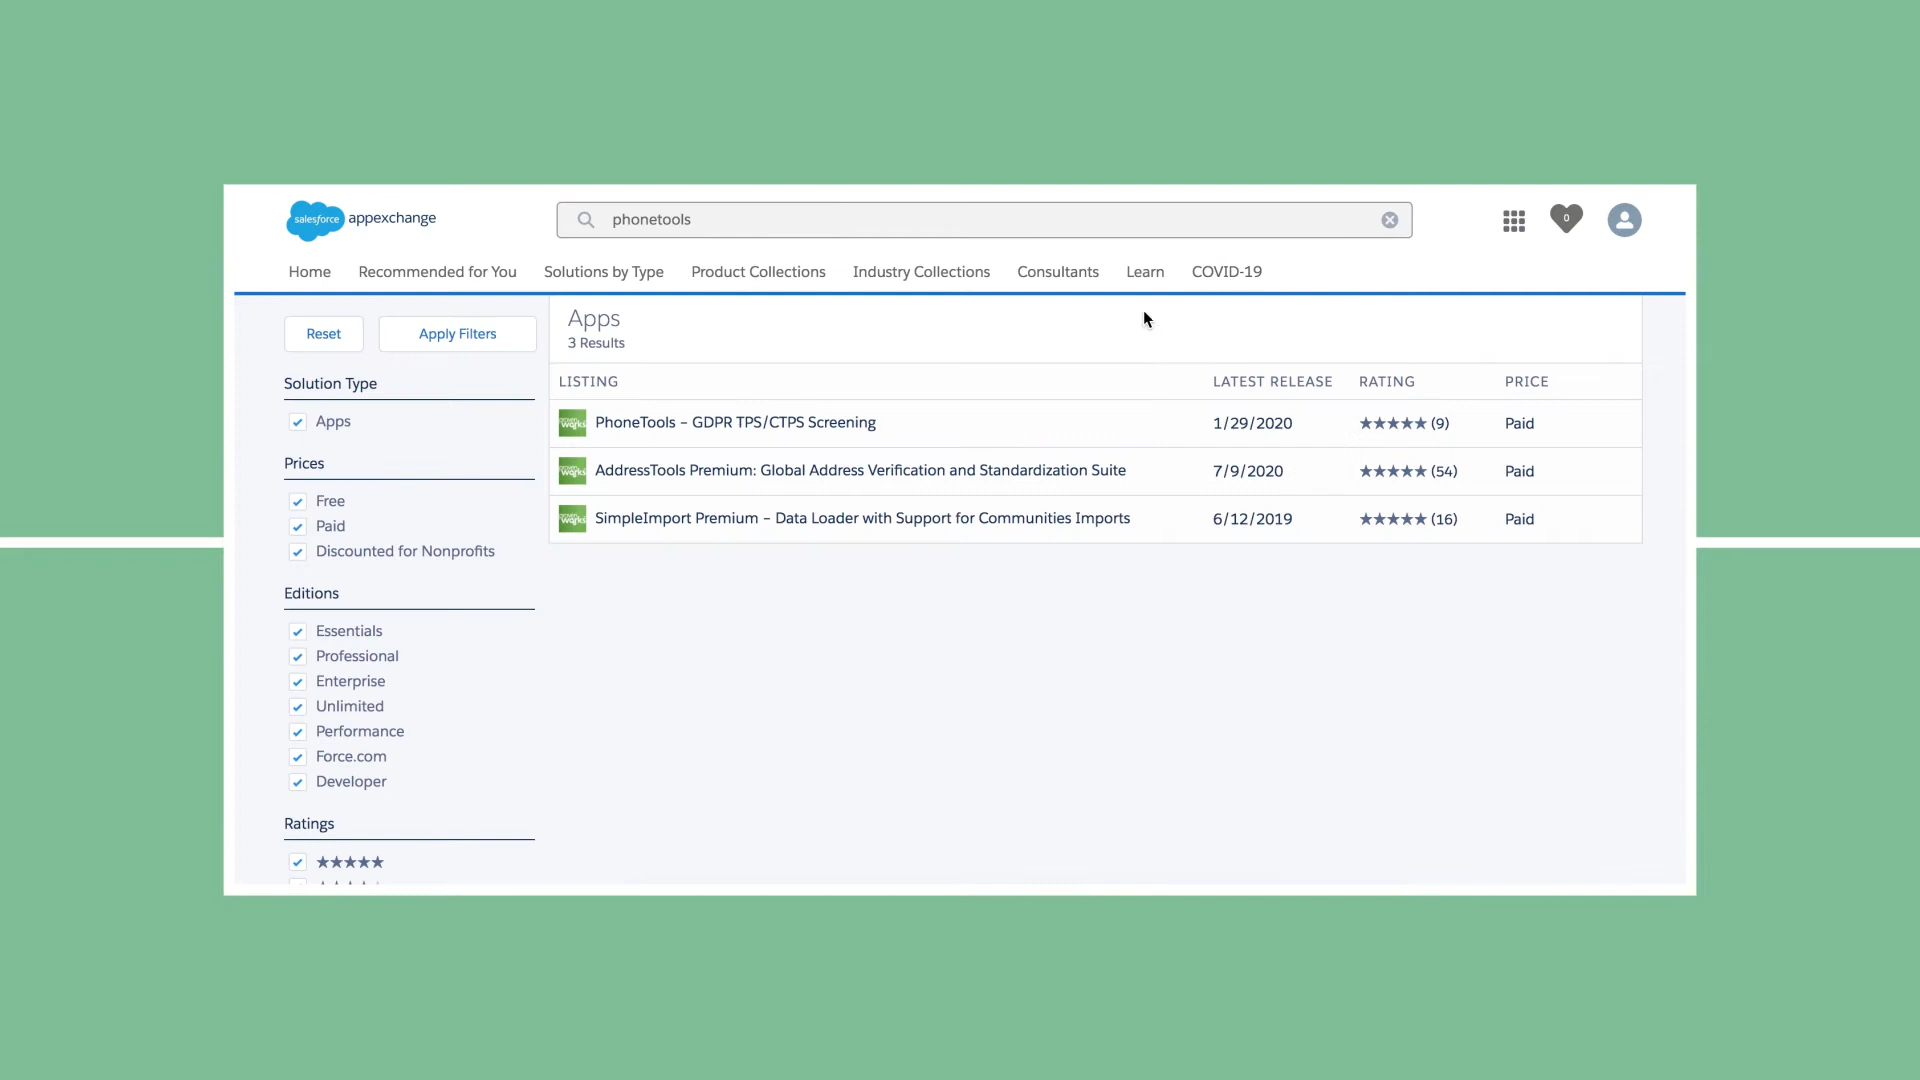 salesforce appexchange
phonetools
0
Home Recommended for You Solutions by Type Product Collections Industry Collections Consultants Learn COVID-19
Reset Apply Filters
Apps
3 Results
Solution Type
Apps
Prices
Free
Paid
Discounted for Nonprofits
Editions
Essentials
Professional
Enterprise
Unlimited
Performance
Force.com
Developer
Ratings
★★★★★
LISTING LATEST RELEASE RATING PRICE
PhoneTools – GDPR TPS/CTPS Screening 1/29/2020 ★★★★★ (9) Paid
AddressTools Premium: Global Address Verification and Standardization Suite 7/9/2020 ★★★★★ (54) Paid
SimpleImport Premium – Data Loader with Support for Communities Imports 6/12/2019 ★★★★★ (16) Paid